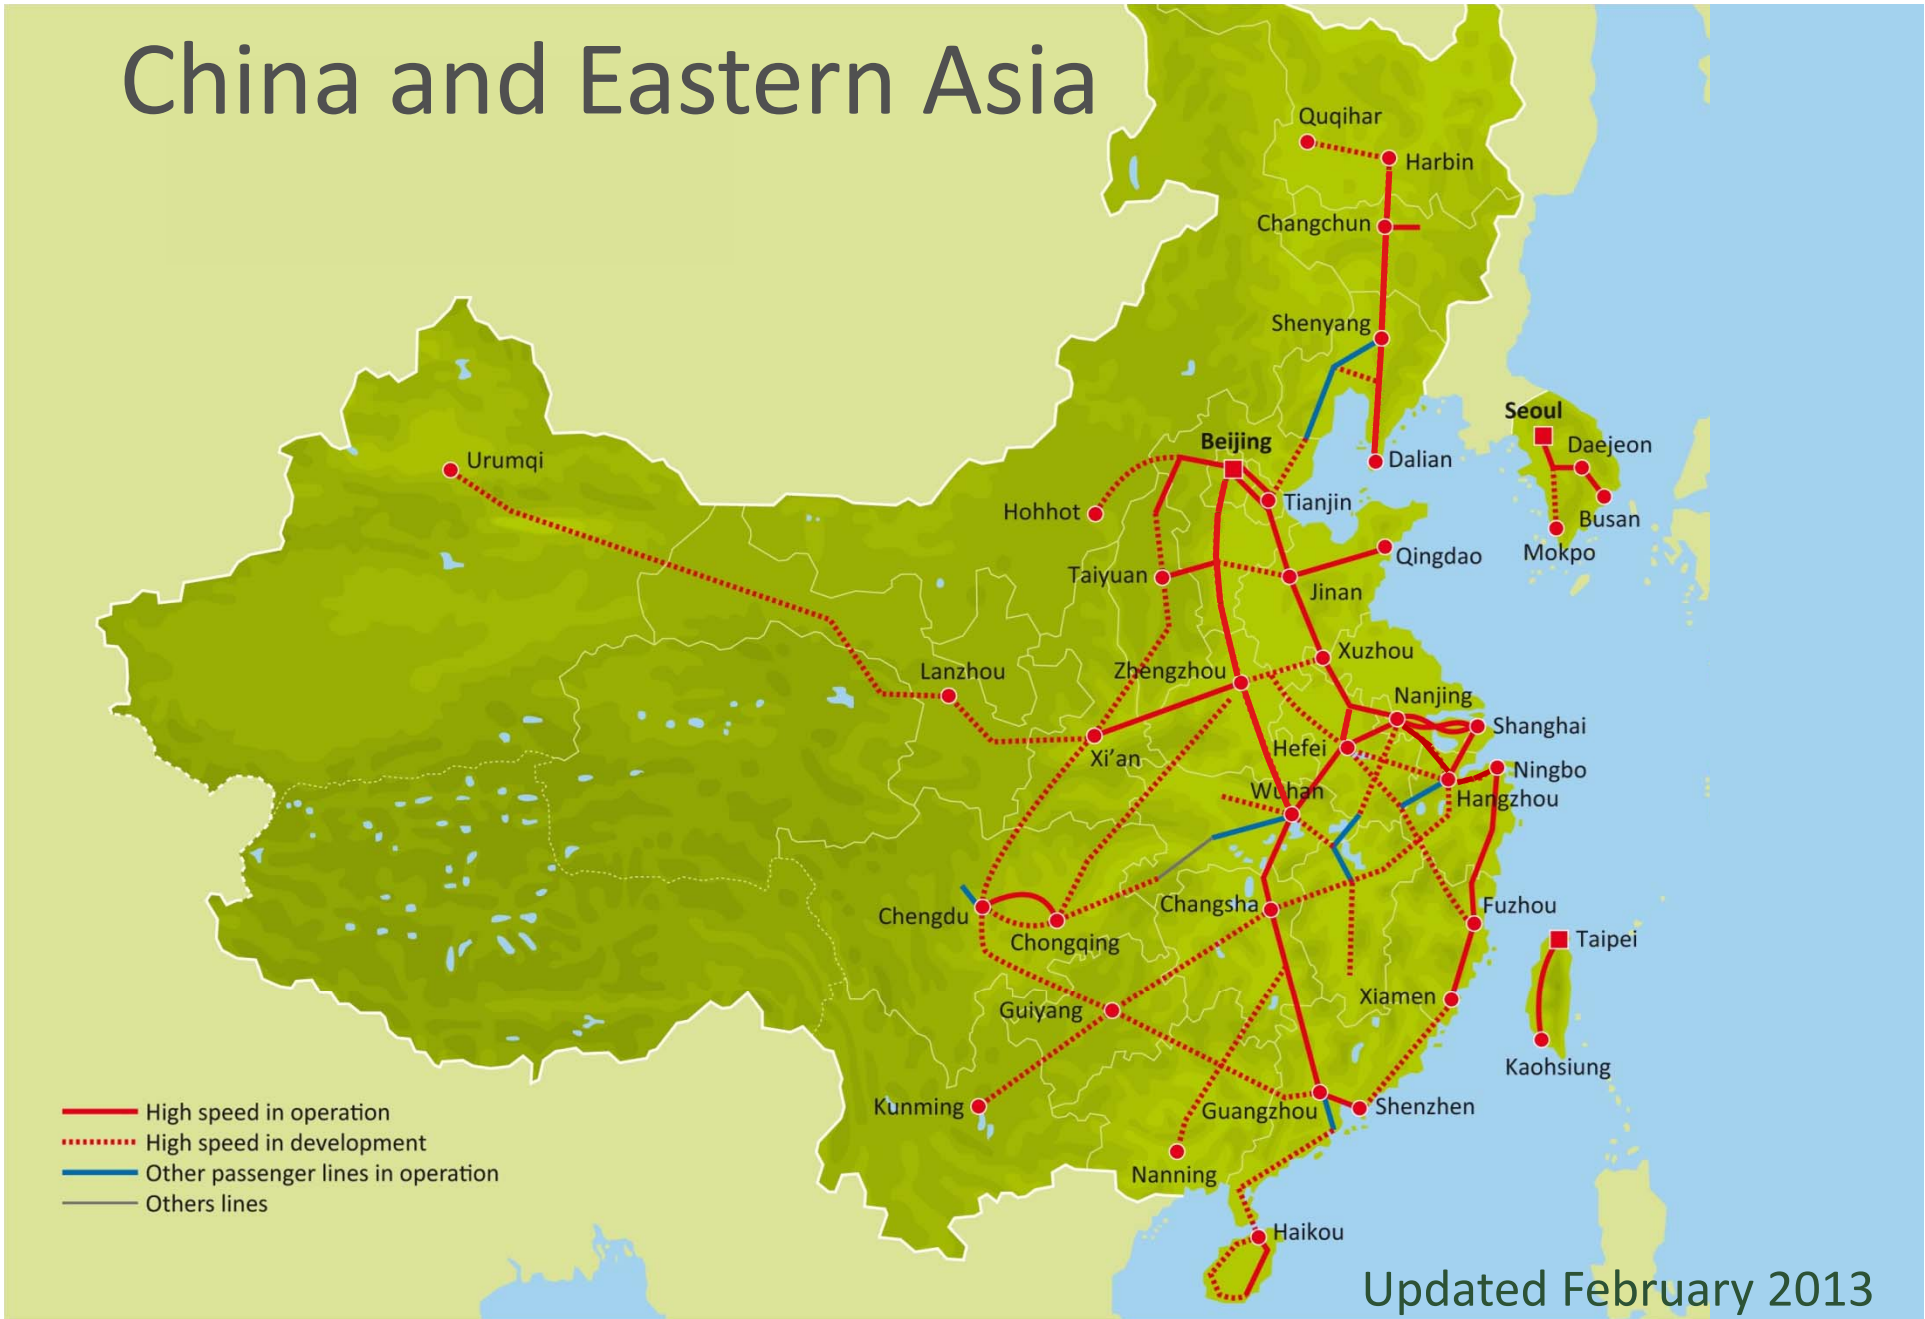 China and Eastern Asia
Quqihar
Harbin
Changchun
Shenyang
Seoul
Beijing
Daejeon
Urumqi
Dalian
Hohhot
Tianjin
Busan
Qingdao
Mokpo
Taiyuan
Jinan
Xuzhou
Lanzhou
Zhengzhou
Nanjing
Shanghai
Hefei
Xi’an
Ningbo
Wuhan
Hangzhou
Changsha
Fuzhou
Chengdu
Taipei
Chongqing
Xiamen
Guiyang
Kaohsiung
Kunming
Guangzhou
Shenzhen
High speed in operation
High speed in development
Other passenger lines in operation
Others lines
Nanning
Haikou
Updated February 2013